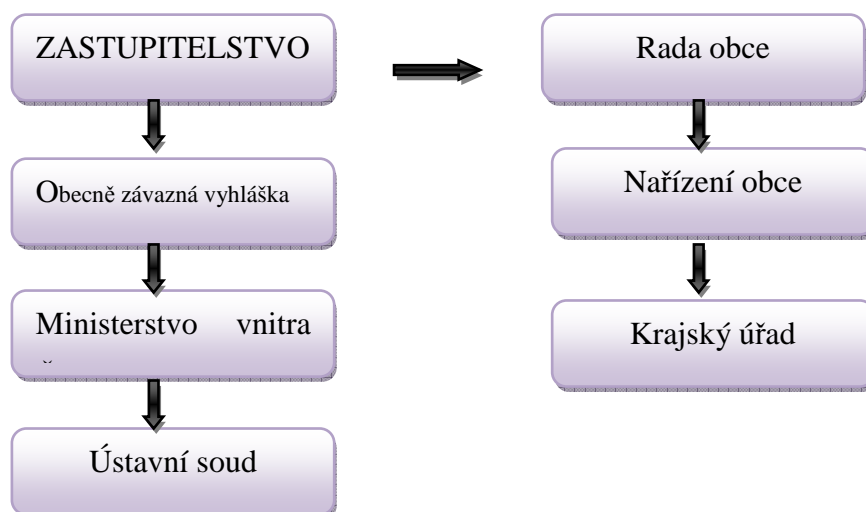 ZASTUPITELSTVO
Obecně závazná vyhláška
Ministerstvo vnitra
Ústavní soud
Rada obce
Nařízení obce
Krajský úřad